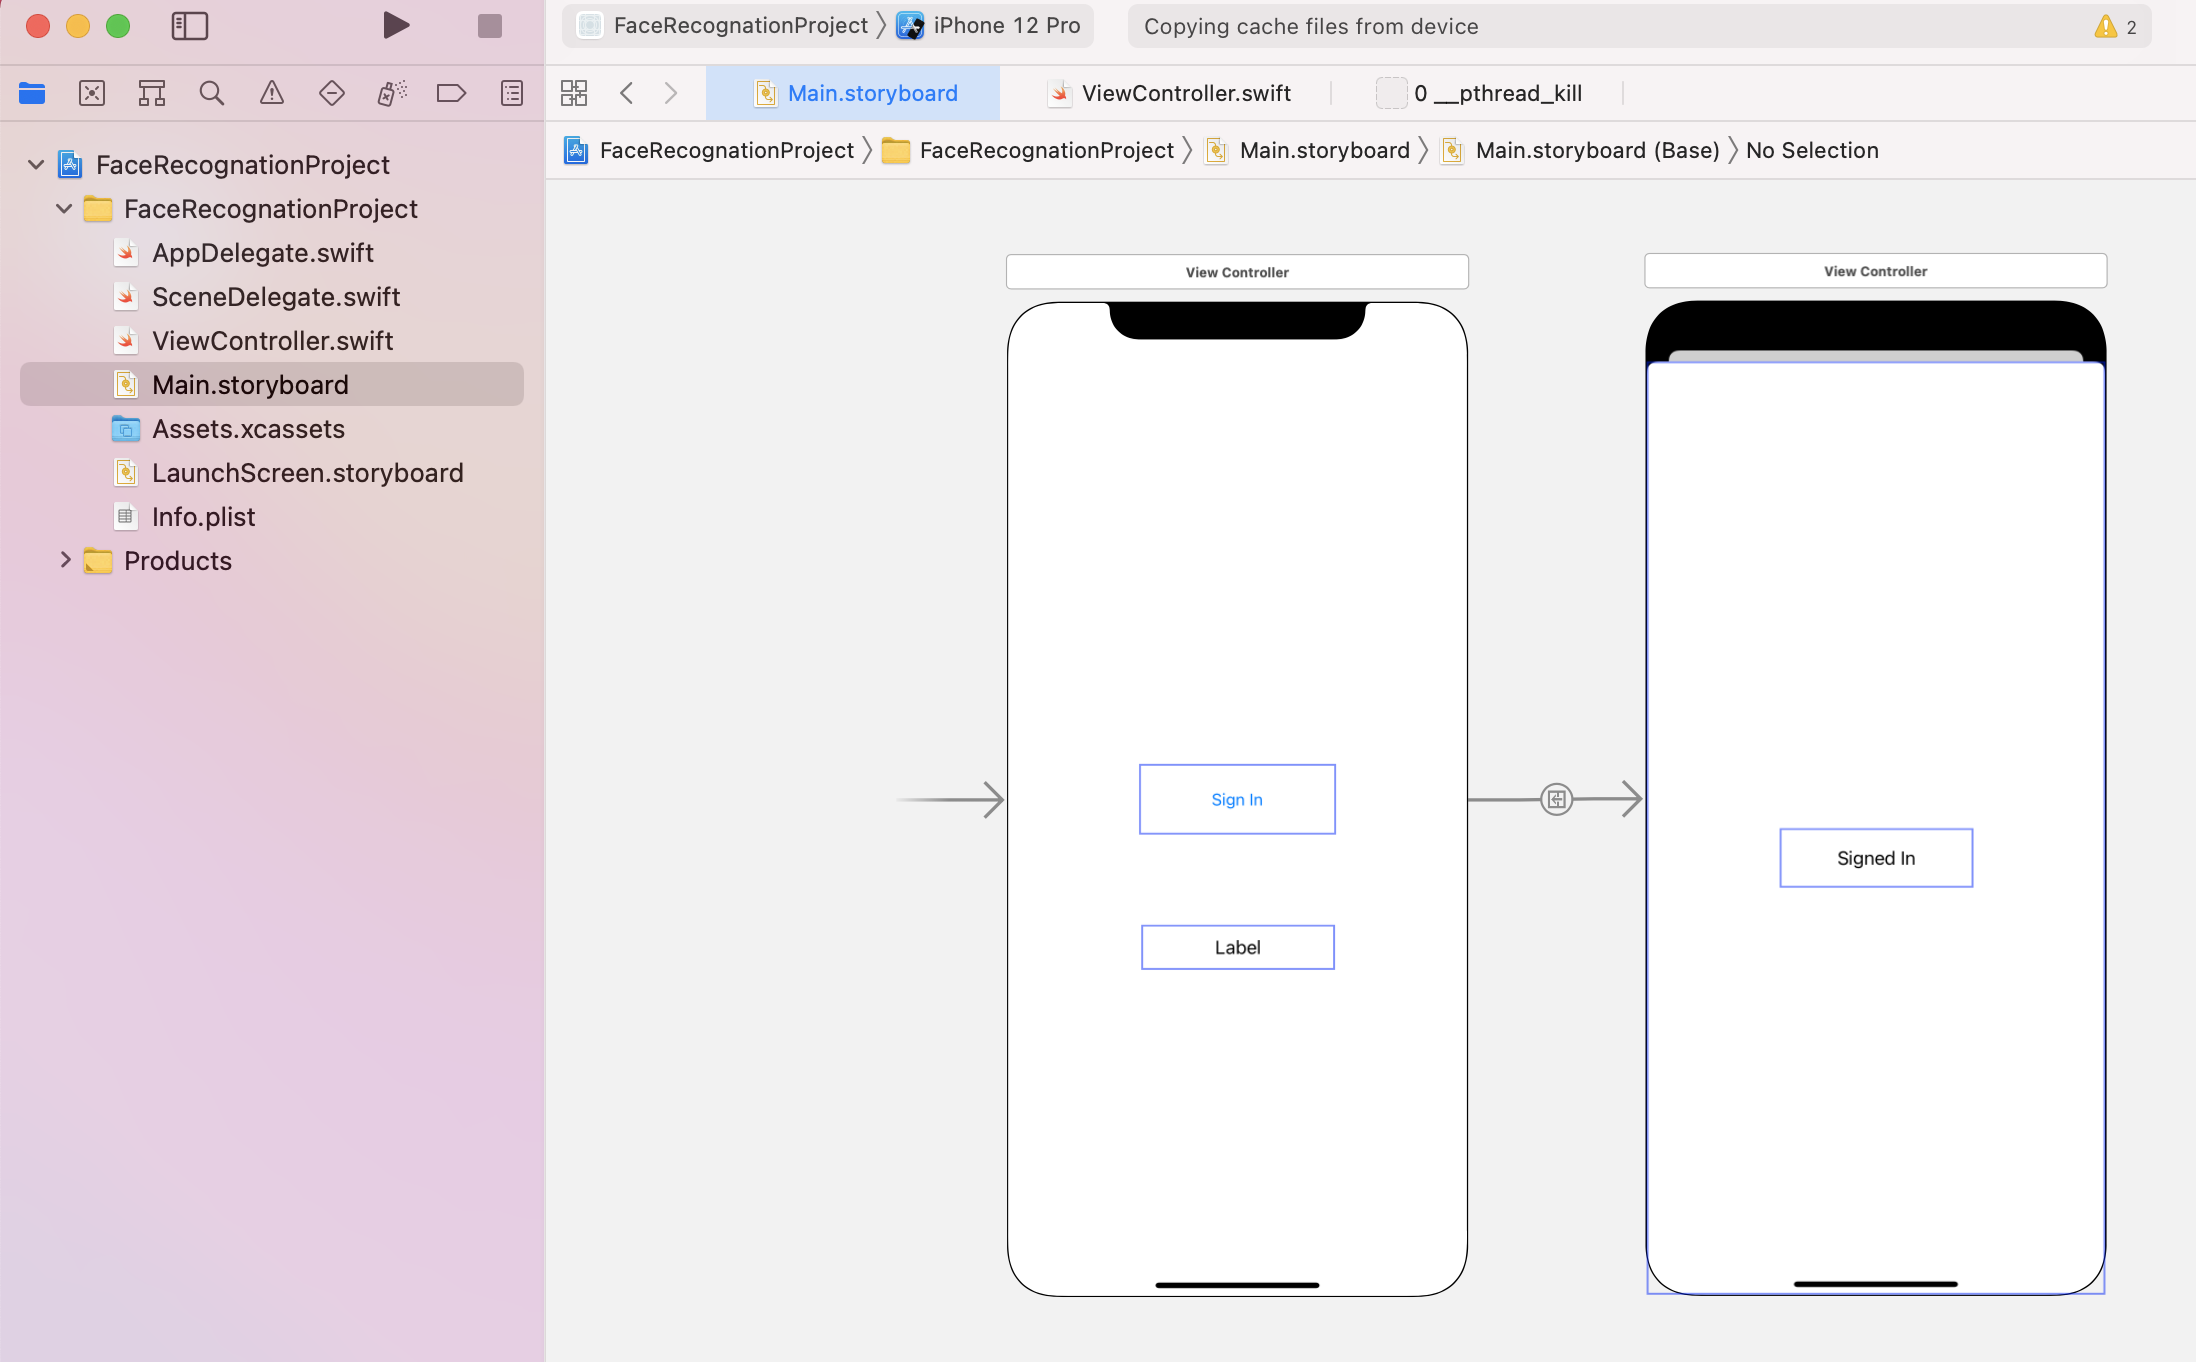 FaceRecognationProject iPhone 12 Pro
Copying cache files from device
2
Main.storyboard
ViewController.swift
0 __pthread_kill
FaceRecognationProject FaceRecognationProject Main.storyboard Main.storyboard (Base) No Selection
FaceRecognationProject
FaceRecognationProject
AppDelegate.swift
SceneDelegate.swift
ViewController.swift
Main.storyboard
Assets.xcassets
LaunchScreen.storyboard
Info.plist
Products
View Controller
Sign In
Label
View Controller
Signed In